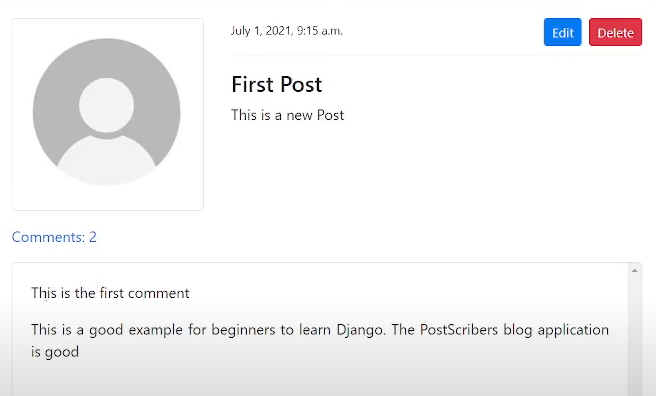 July 1, 2021, 9:15 a.m.
Edit
Delete
First Post
This is a new Post
Comments: 2
This is the first comment
This is a good example for beginners to learn Django. The PostScribers blog application
is good